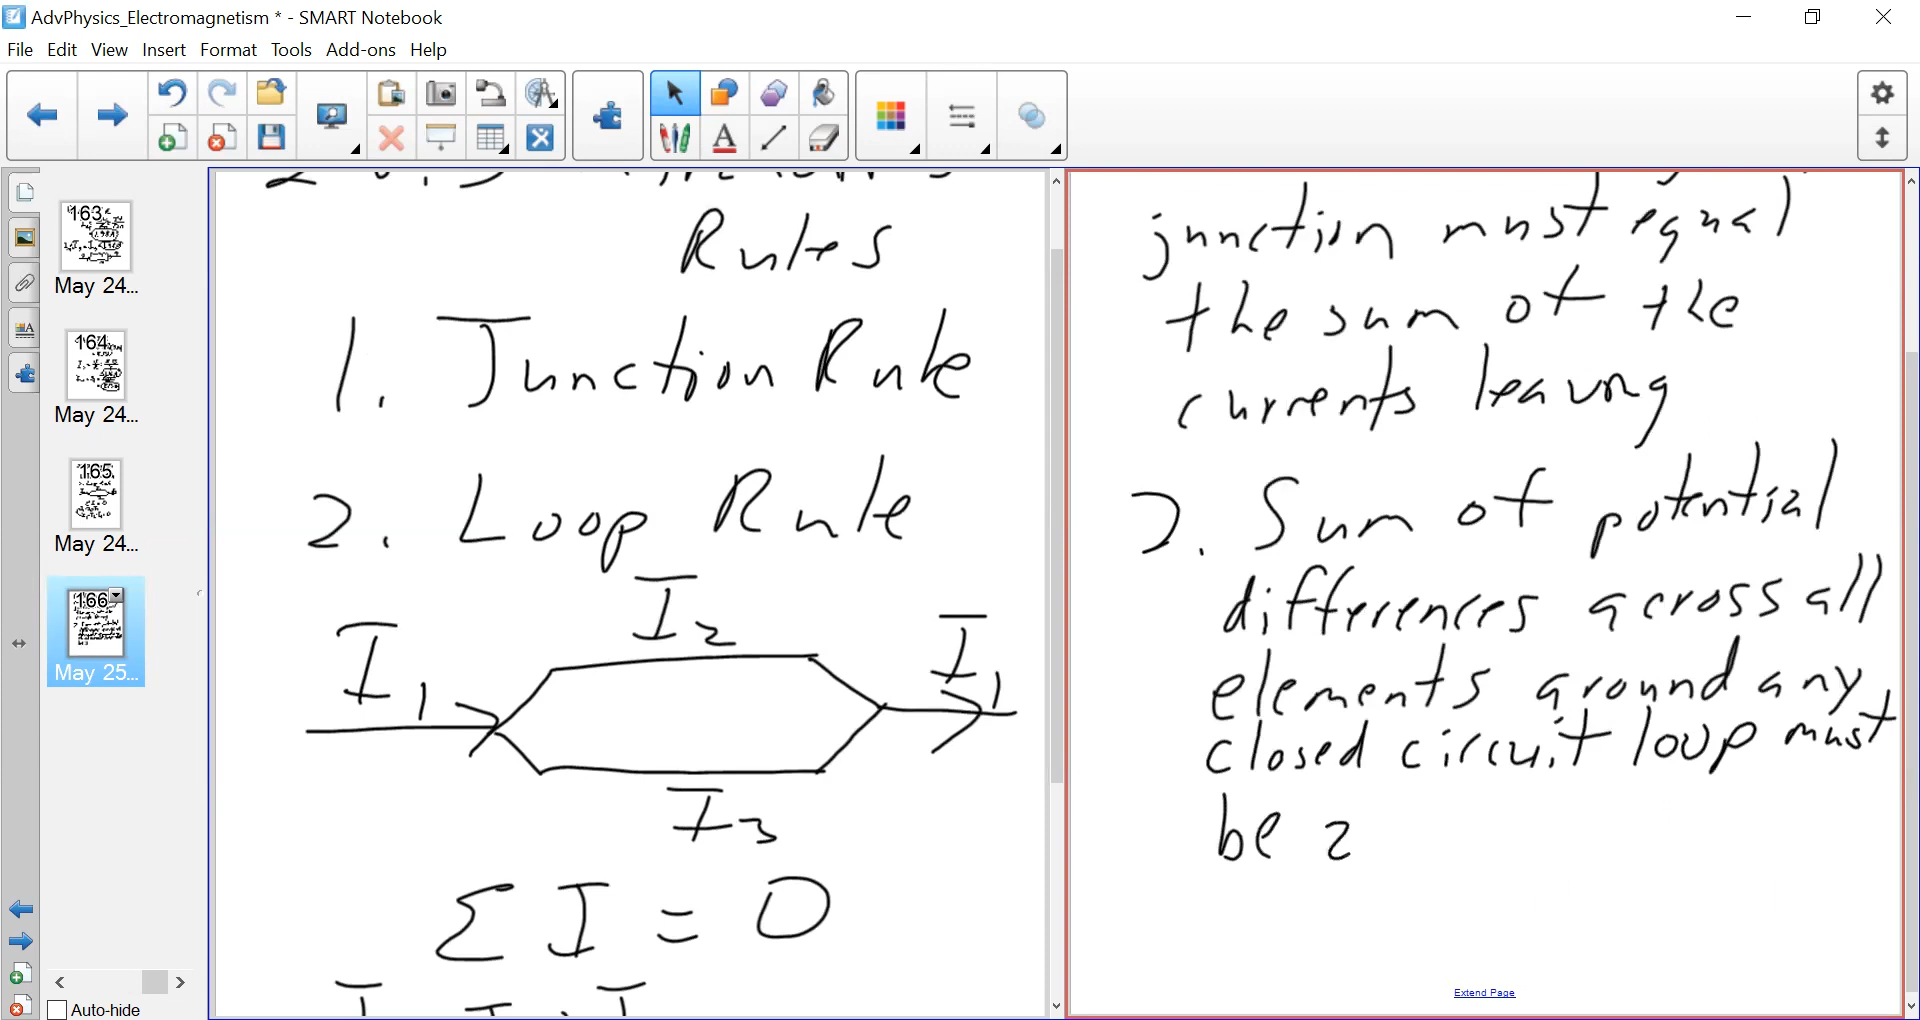 AdvPhysics_Electromagnetism * - SMART Notebook
File Edit View Insert Format Tools Add-ons Help
163
May 24...
164
May 24...
165
May 24...
166
May 25...
Auto-hide
Rules
1. Junction Rule
2. Loop Rule
I2
I1
I1
I3
Σ I = 0
junction must equal
the sum of the
currents leaving
2. Sum of potential
differences across all
elements around any
closed circuit loop must
be z
Extend Page